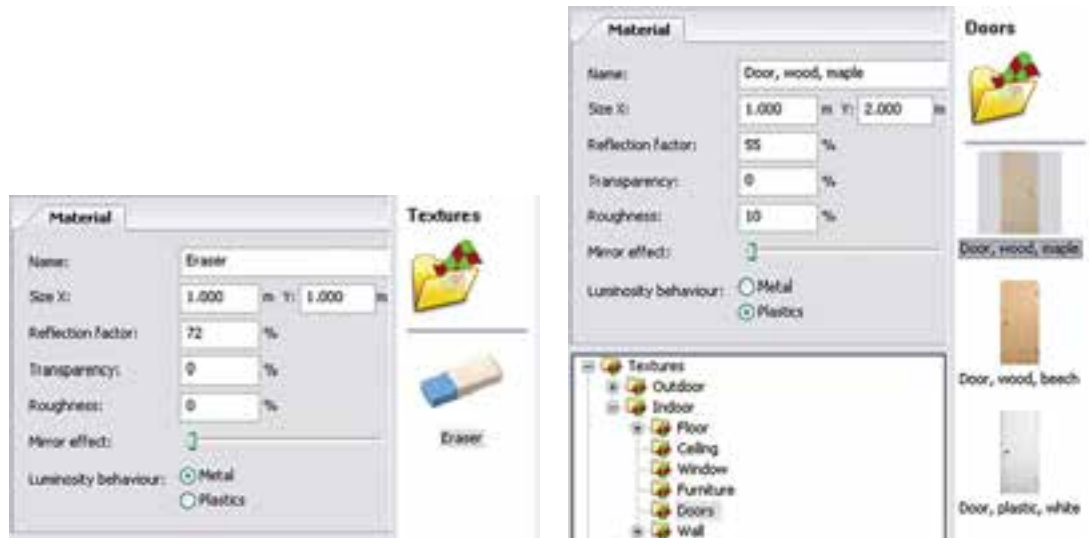 Material
Textures
Name: Eraser
Size X: 1.000 m Y: 1.000 m
Reflection factor: 72 %
Transparency: 0 %
Roughness: 0 %
Mirror effect:
Eraser
Luminosity behaviour: Metal
Plastics
Material
Doors
Name: Door, wood, maple
Size X: 1.000 m Y: 2.000 m
Reflection factor: 55 %
Transparency: 0 %
Roughness: 10 %
Mirror effect:
Door, wood, maple
Luminosity behaviour: Metal
Plastics
Textures
Outdoor
Door, wood, beech
Indoor
Floor
Ceiling
Window
Furniture
Doors
Door, plastic, white
Wall